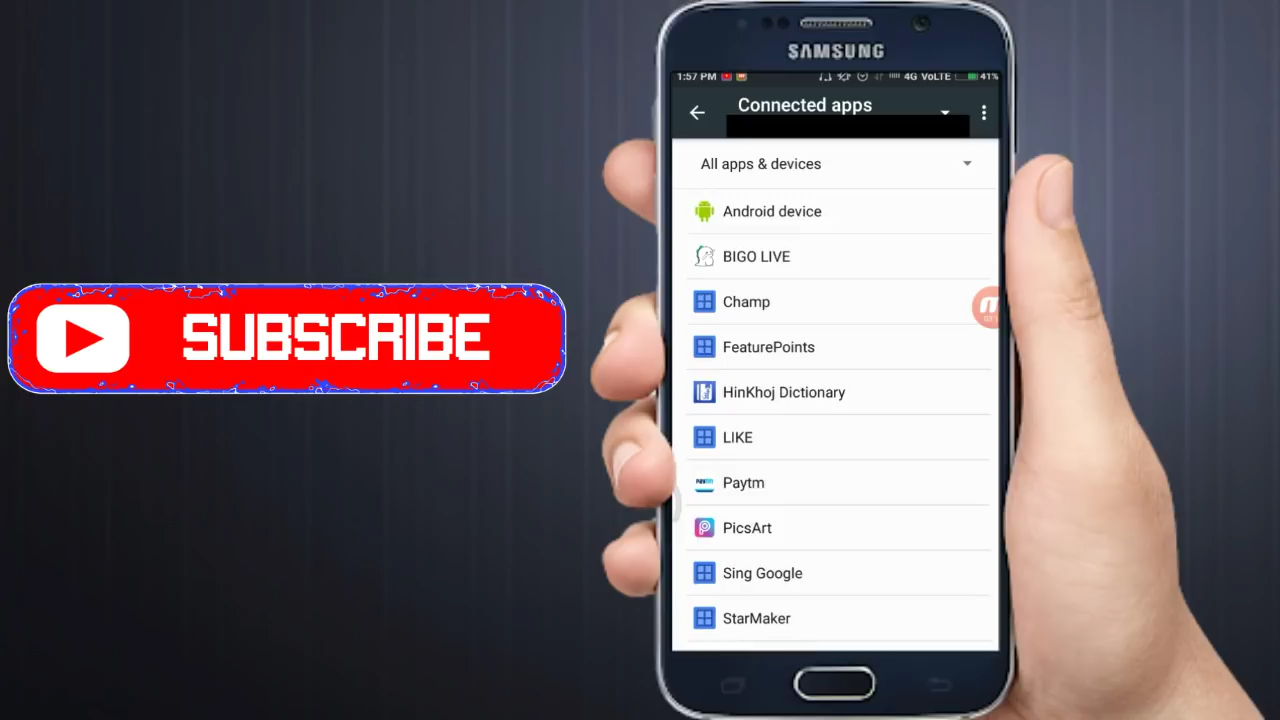 SUBSCRIBE
SAMSUNG
1:57 PM 4G VoLTE 41%
Connected apps
All apps & devices
Android device
BIGO LIVE
Champ
FeaturePoints
HinKhoj Dictionary
LIKE
Paytm
PicsArt
Sing Google
StarMaker